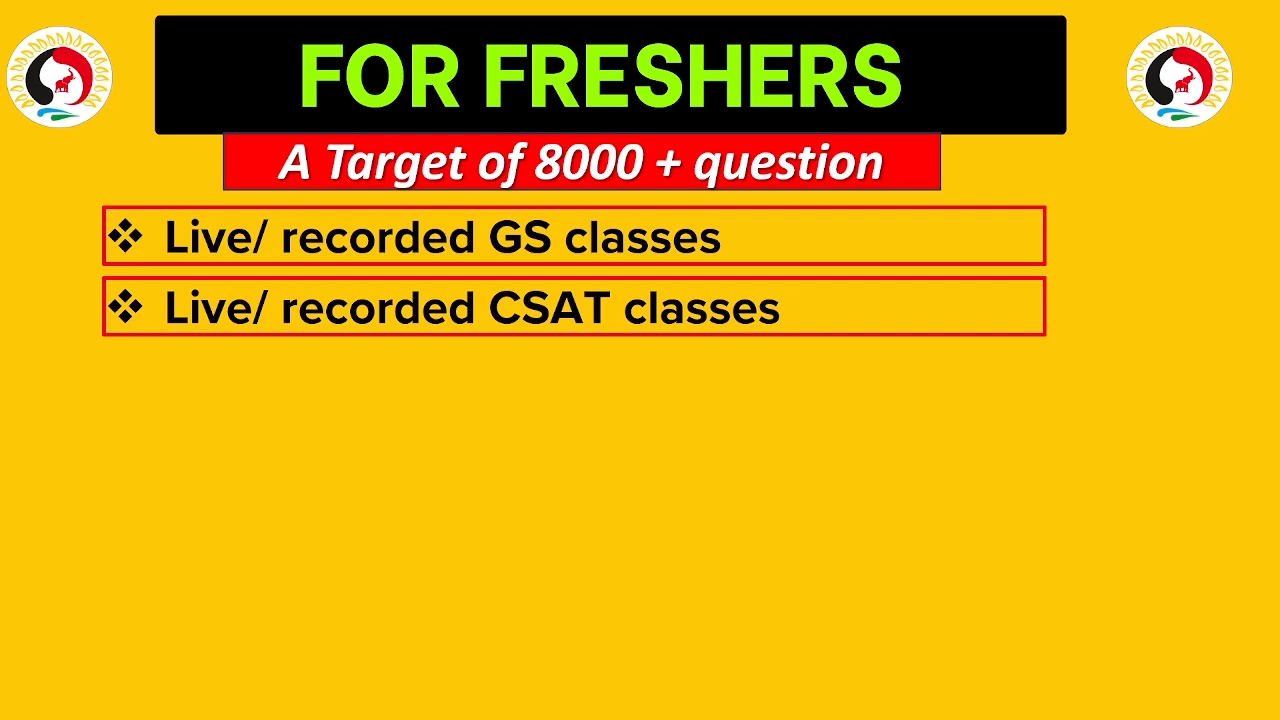 FOR FRESHERS
A Target of 8000 + question
❖ Live/ recorded GS classes
❖ Live/ recorded CSAT classes